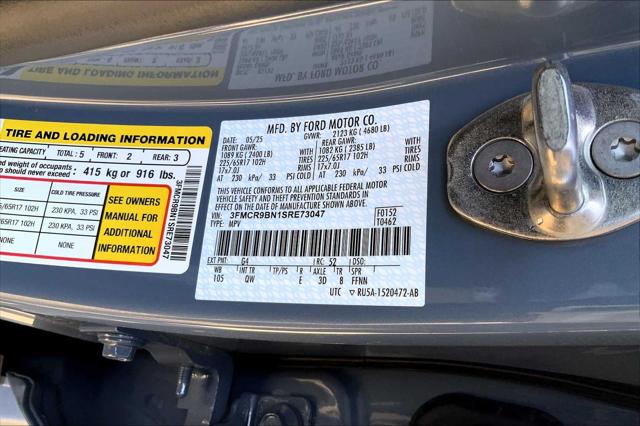 TIRE AND LOADING INFORMATION
EATING CAPACITY TOTAL: 5 FRONT: 2 REAR: 3
ned weight of occupants
never exceed: 415 kg or 916 lbs.
SIZE COLD TIRE PRESSURE
65R17 102H 230 KPA, 33 PSI
65R17 102H 230 KPA, 33 PSI
NONE NONE
SEE OWNERS
MANUAL FOR
ADDITIONAL
INFORMATION
3FMCR9BN1SRE73047
MFD. BY FORD MOTOR CO.
05/25 GVWR: 2123 KG ( 4680 LB)
FRONT GAWR: REAR GAWR:
1089 KG ( 2400 LB) WITH 1082 KG ( 2385 LB) WITH
225/65R17 102H TIRES 225/65R17 102H TIRES
17x7.0J RIMS 17x7.0J RIMS
AT 230 kPa/ 33 PSI COLD AT 230 kPa/ 33 PSI COLD
THIS VEHICLE CONFORMS TO ALL APPLICABLE FEDERAL MOTOR
VEHICLE SAFETY AND THEFT PREVENTION STANDARDS IN EFFECT
ON THE DATE OF MANUFACTURE SHOWN ABOVE.
VIN: 3FMCR9BN1SRE73047 F0152
TYPE: MPV T0462
EXT PNT: G4 RC: 52 DSO:
WB INT TR TP/PS R AXLE TR SPR
105 QW E 3D 8 FFNN
UTC RU5A-1520472-AB